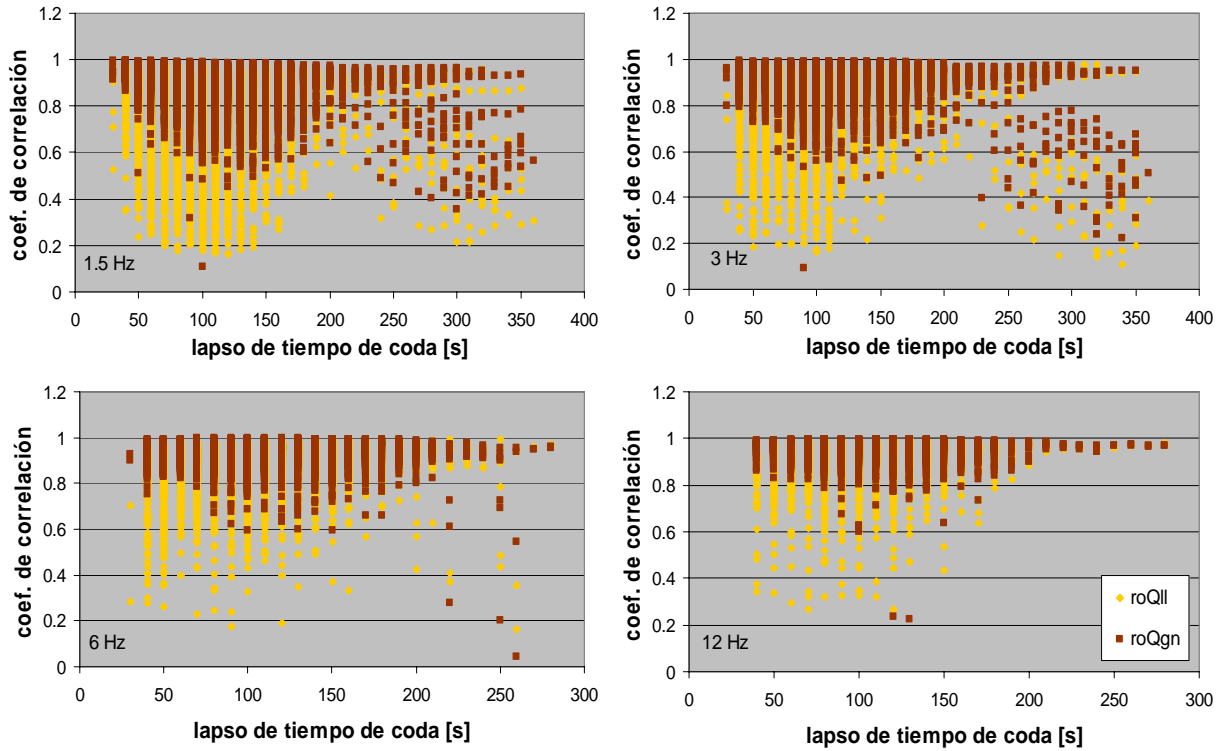 1.2
1
0.8
0.6
0.4
0.2
0
coef. de correlación
1.5 Hz
0 50 100 150 200 250 300 350 400
lapso de tiempo de coda [s]
1.2
1
0.8
0.6
0.4
0.2
0
coef. de correlación
3 Hz
0 50 100 150 200 250 300 350 400
lapso de tiempo de coda [s]
1.2
1
0.8
0.6
0.4
0.2
0
coef. de correlación
6 Hz
0 50 100 150 200 250 300
lapso de tiempo de coda [s]
1.2
1
0.8
0.6
0.4
0.2
0
coef. de correlación
12 Hz
roQll
roQgn
0 50 100 150 200 250 300
lapso de tiempo de coda [s]